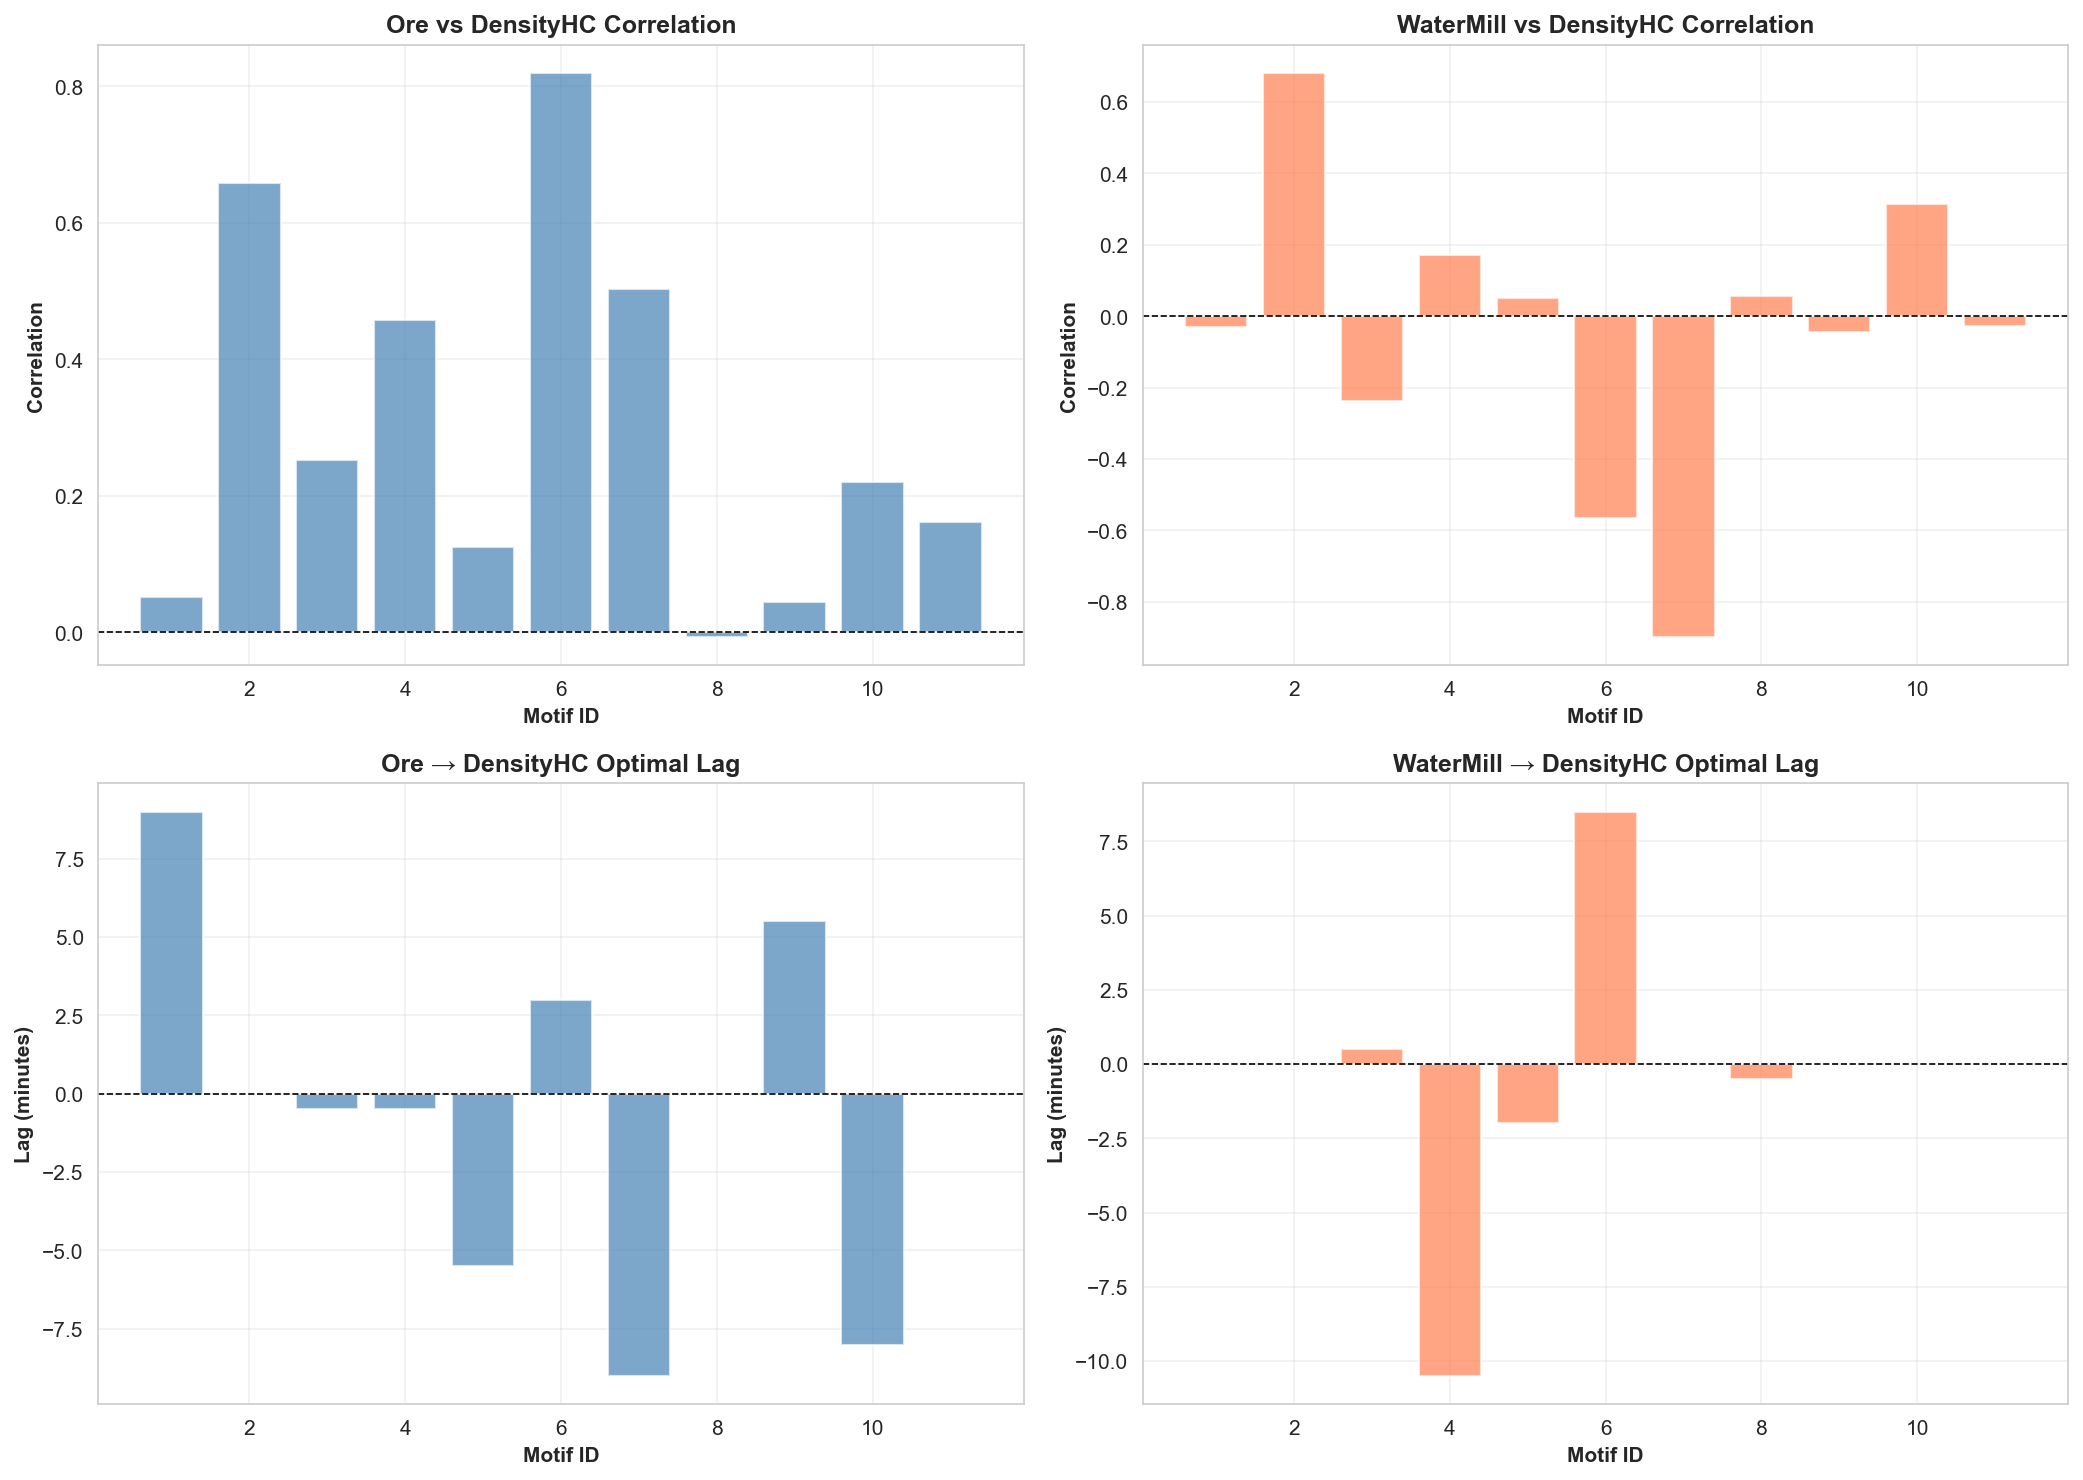 Ore vs DensityHC Correlation
0.8
0.6
0.4
0.2
0.0
Correlation
2 4 6 8 10
Motif ID
WaterMill vs DensityHC Correlation
0.6
0.4
0.2
0.0
−0.2
−0.4
−0.6
−0.8
Correlation
2 4 6 8 10
Motif ID
Ore → DensityHC Optimal Lag
7.5
5.0
2.5
0.0
−2.5
−5.0
−7.5
Lag (minutes)
2 4 6 8 10
Motif ID
WaterMill → DensityHC Optimal Lag
7.5
5.0
2.5
0.0
−2.5
−5.0
−7.5
−10.0
Lag (minutes)
2 4 6 8 10
Motif ID